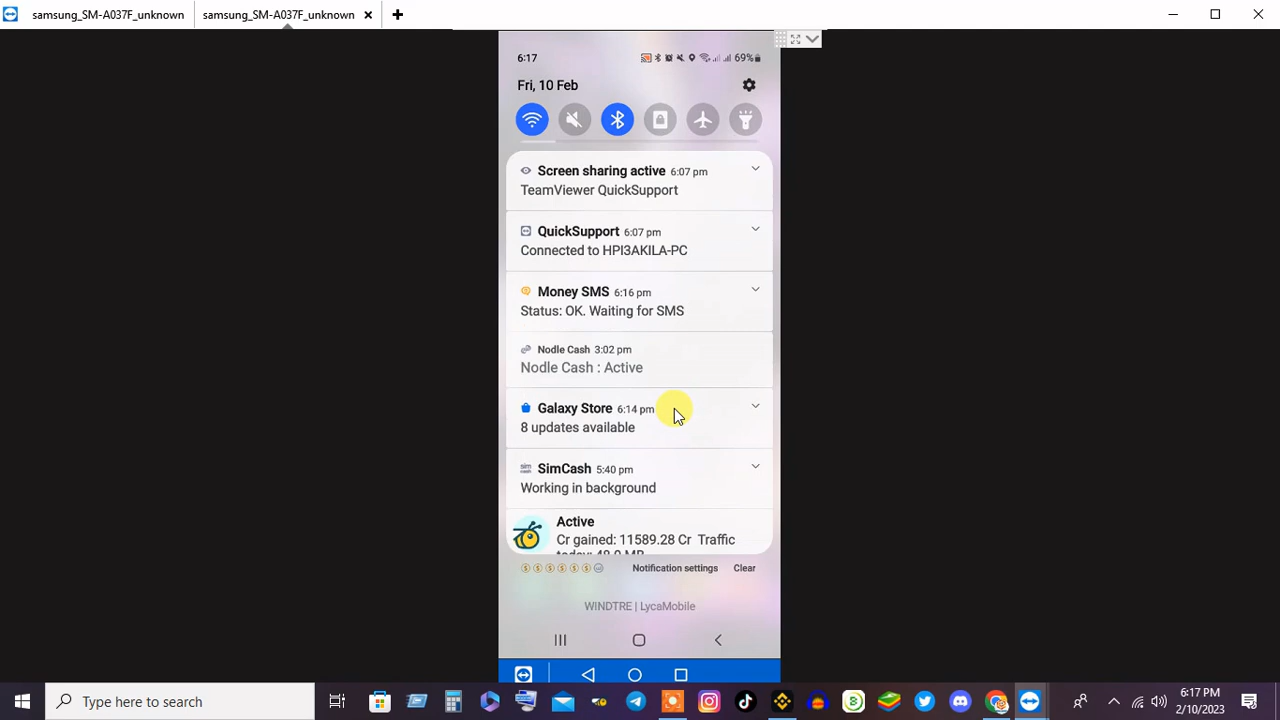 samsung_SM-A037F_unknown
samsung_SM-A037F_unknown
6:17
69%
Fri, 10 Feb
Screen sharing active 6:07 pm
TeamViewer QuickSupport
QuickSupport 6:07 pm
Connected to HPI3AKILA-PC
Money SMS 6:16 pm
Status: OK. Waiting for SMS
Nodle Cash 3:02 pm
Nodle Cash : Active
Galaxy Store 6:14 pm
8 updates available
SimCash 5:40 pm
Working in background
Active
Cr gained: 11589.28 Cr Traffic
today: 48.0 MB
Notification settings Clear
WINDTRE | LycaMobile
Type here to search
6:17 PM
2/10/2023